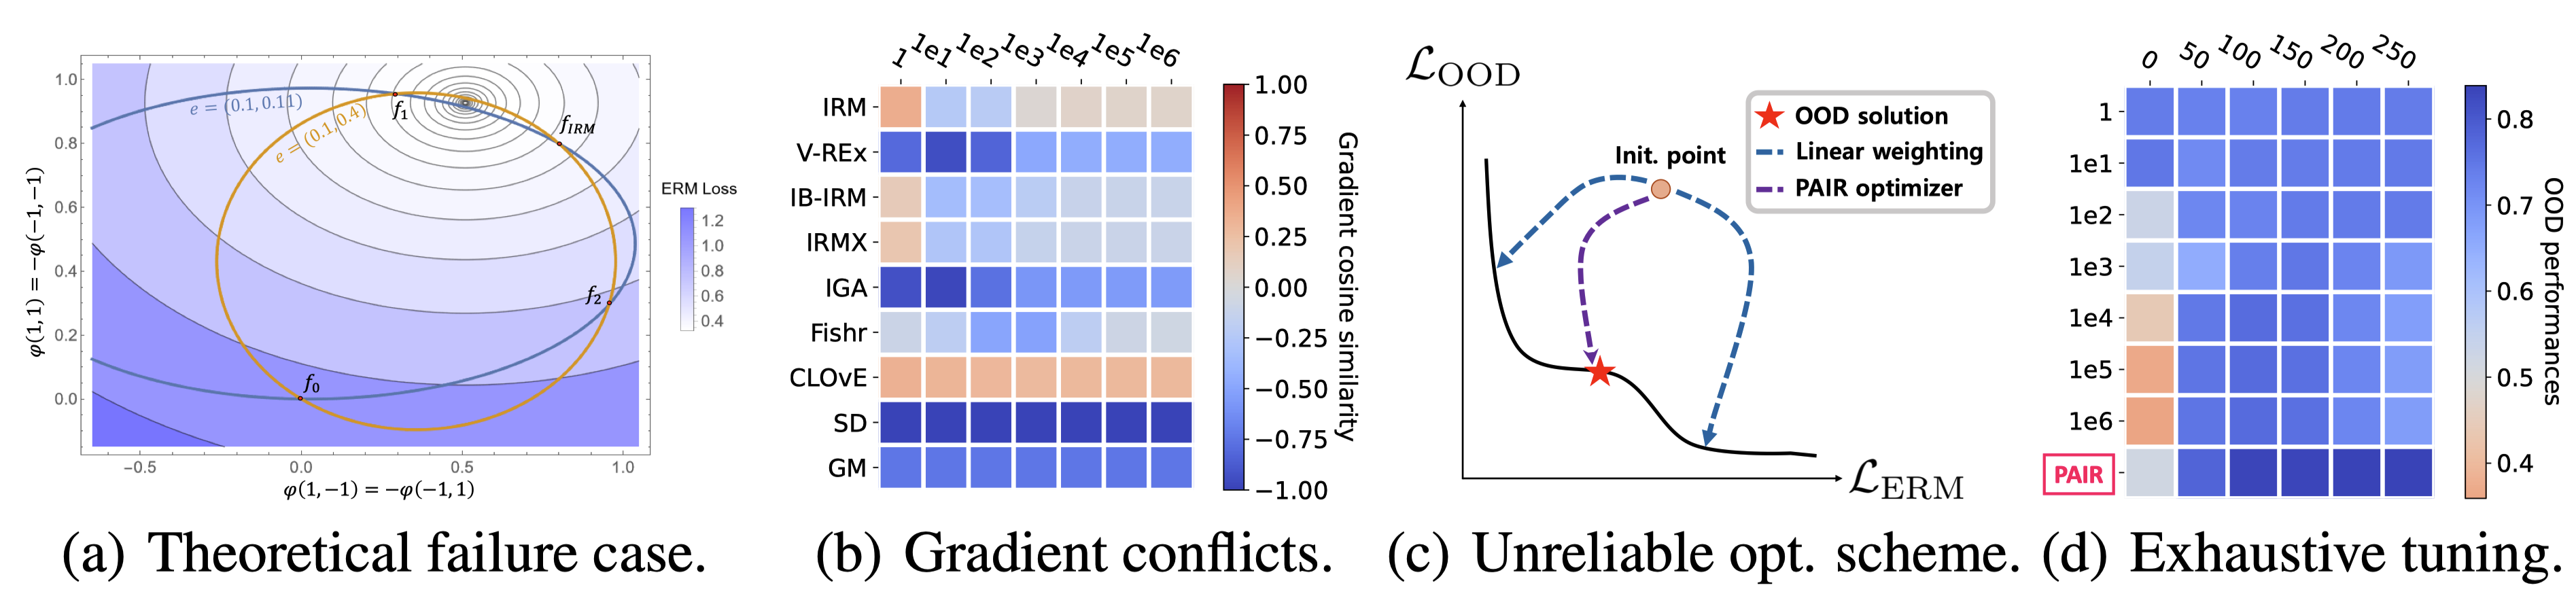 1.0
0.8
0.6
0.4
0.2
0.0
−0.5
0.0
0.5
1.0
φ(1,1) = −φ(−1,−1)
φ(1,−1) = −φ(−1,1)
e = (0.1,0.11)
e = (0.1,0.4)
f₁
f_IRM
f₂
f₀
ERM Loss
1.2
1.0
0.8
0.6
0.4
(a) Theoretical failure case.
1 1e1 1e2 1e3 1e4 1e5 1e6
IRM
V-REx
IB-IRM
IRMX
IGA
Fishr
CLOvE
SD
GM
1.00
0.75
0.50
0.25
0.00
−0.25
−0.50
−0.75
−1.00
Gradient cosine similarity
(b) Gradient conflicts.
ℒ_OOD
OOD solution
Linear weighting
PAIR optimizer
Init. point
ℒ_ERM
(c) Unreliable opt. scheme.
0 50 100 150 200 250
1
1e1
1e2
1e3
1e4
1e5
1e6
PAIR
0.8
0.7
0.6
0.5
0.4
OOD performances
(d) Exhaustive tuning.